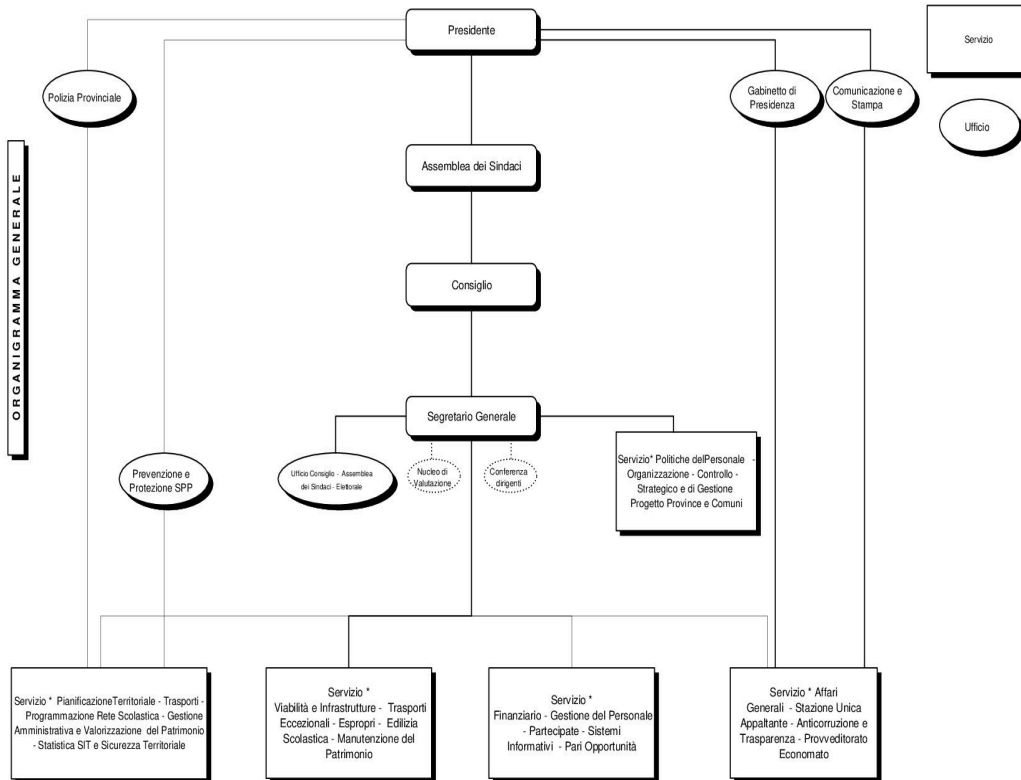 Presidente
Servizio
Polizia Provinciale
Gabinetto di
Presidenza
Comunicazione e
Stampa
Ufficio
ORGANIGRAMMA GENERALE
Assemblea dei Sindaci
Consiglio
Segretario Generale
Prevenzione e
Protezione SPP
Ufficio Consiglio - Assemblea
dei Sindaci - Elettorale
Nucleo di
Valutazione
Conferenza
dirigenti
Servizio* Politiche delPersonale -
Organizzazione - Controllo -
Strategico e di Gestione
Progetto Province e Comuni
Servizio * PianificazioneTerritoriale - Trasporti -
Programmazione Rete Scolastica - Gestione
Amministrativa e Valorizzazione del Patrimonio
- Statistica SIT e Sicurezza Territoriale
Servizio *
Viabilità e Infrastrutture - Trasporti
Eccezionali - Espropri - Edilizia
Scolastica - Manutenzione del
Patrimonio
Servizio *
Finanziario - Gestione del Personale
- Partecipate - Sistemi
Informativi - Pari Opportunità
Servizio * Affari
Generali - Stazione Unica
Appaltante - Anticorruzione e
Trasparenza - Provveditorato
Economato